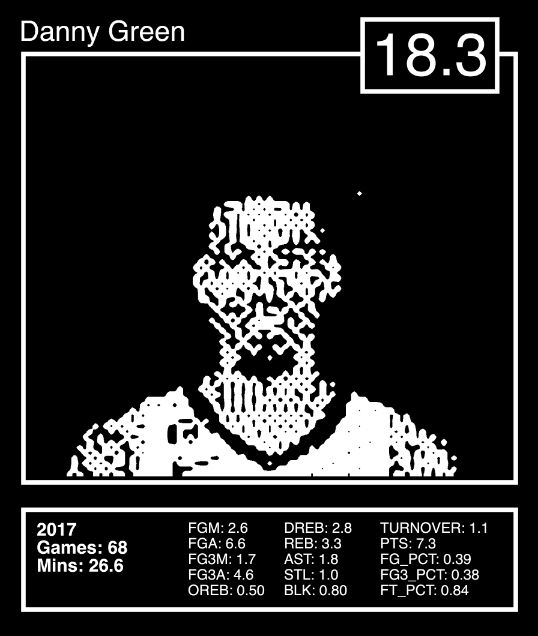 Danny Green
18.3
2017
Games: 68
Mins: 26.6
FGM: 2.6
FGA: 6.6
FG3M: 1.7
FG3A: 4.6
OREB: 0.50
DREB: 2.8
REB: 3.3
AST: 1.8
STL: 1.0
BLK: 0.80
TURNOVER: 1.1
PTS: 7.3
FG_PCT: 0.39
FG3_PCT: 0.38
FT_PCT: 0.84